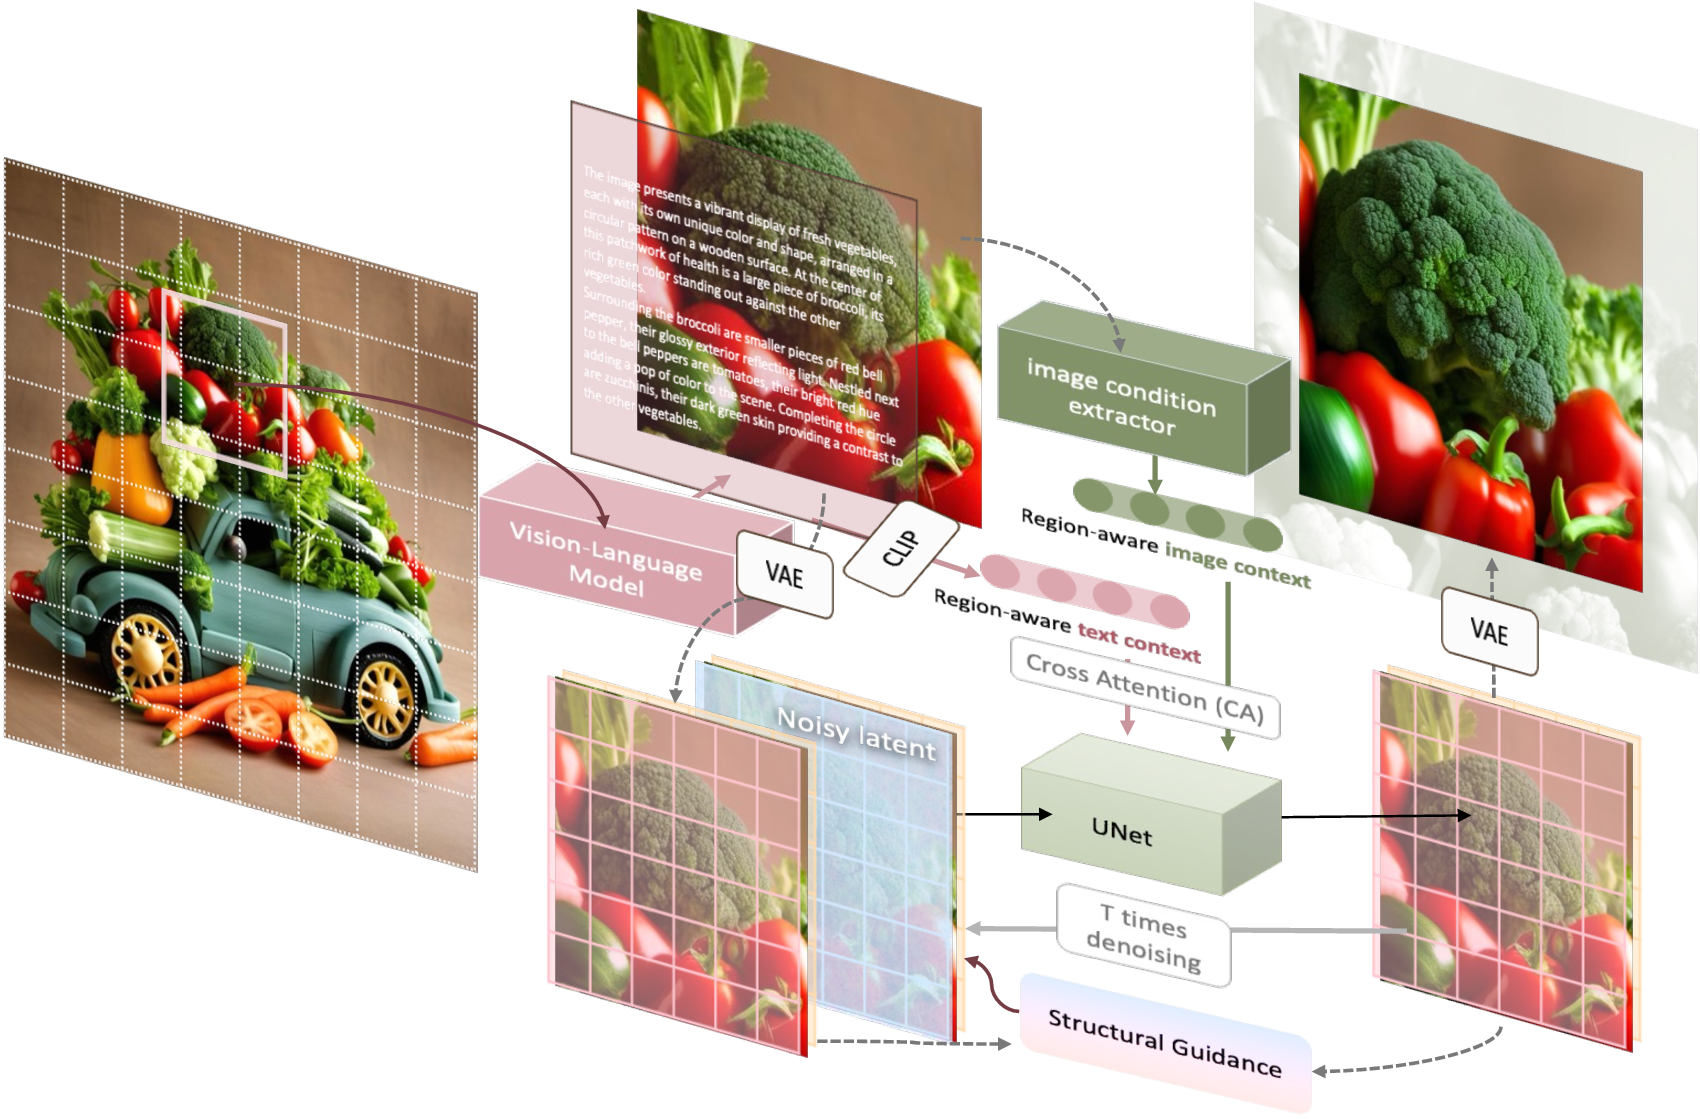 The image presents a vibrant display of fresh vegetables,
each with its own unique color and shape, arranged in a
circular pattern on a wooden surface. At the center of
this patchwork of health is a large piece of broccoli, its
rich green color standing out against the other
vegetables.
Surrounding the broccoli are smaller pieces of red bell
pepper, their glossy exterior reflecting light. Nestled next
to the bell peppers are tomatoes, their bright red hue
adding a pop of color to the scene. Completing the circle
are zucchinis, their dark green skin providing a contrast to
the other vegetables.
image condition
extractor
Region-aware image context
Vision-Language
Model
VAE
CLIP
Region-aware text context
Cross Attention (CA)
VAE
Noisy latent
UNet
T times
denoising
Structural Guidance